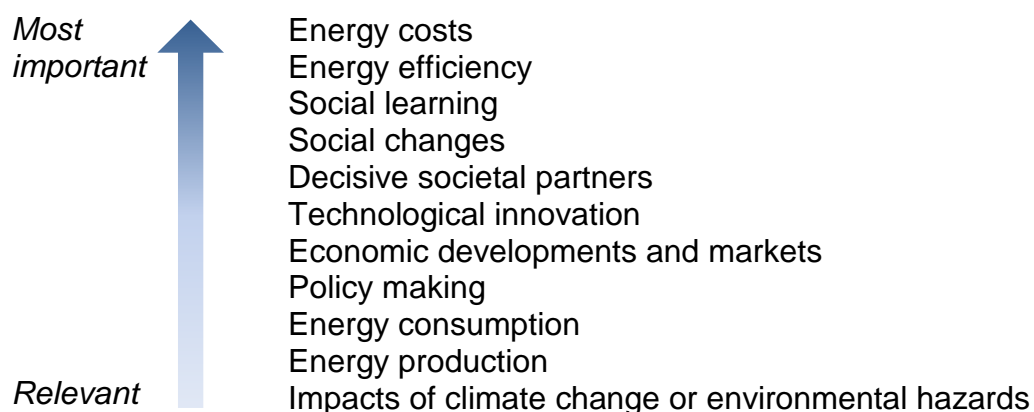 Most
important
Energy costs
Energy efficiency
Social learning
Social changes
Decisive societal partners
Technological innovation
Economic developments and markets
Policy making
Energy consumption
Energy production
Relevant
Impacts of climate change or environmental hazards